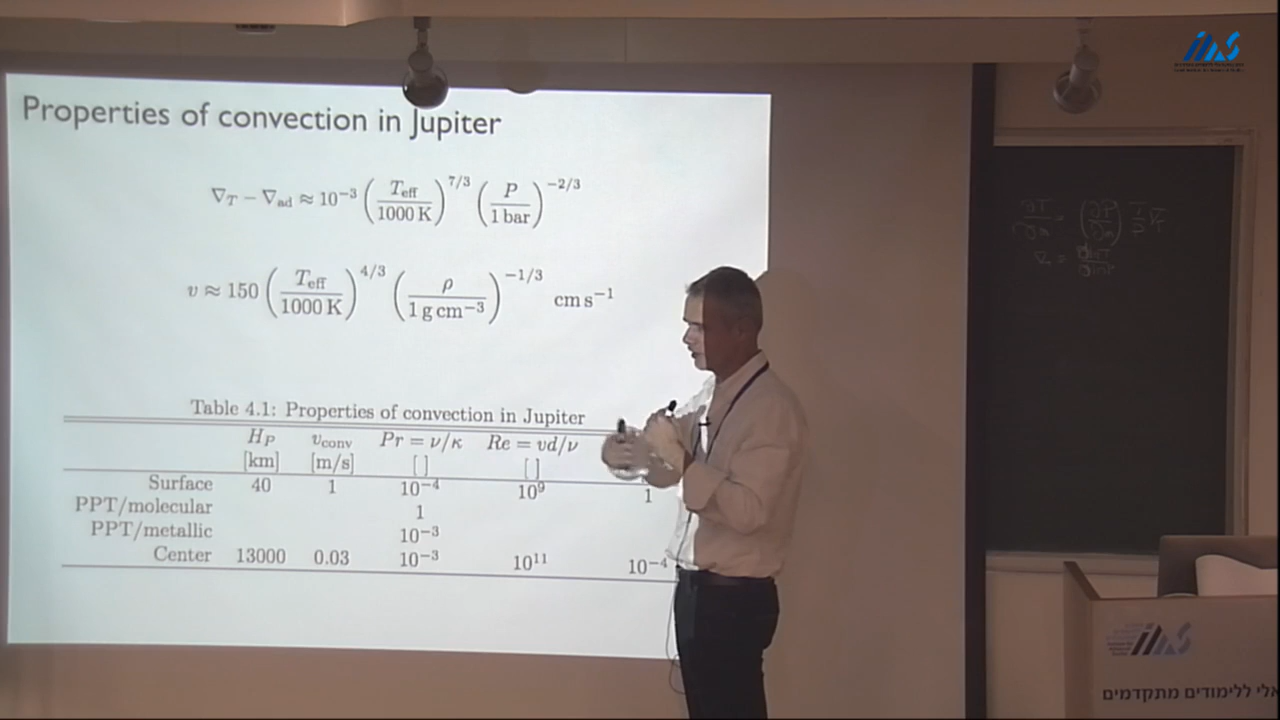 Properties of convection in Jupiter
∇_T − ∇_ad ≈ 10^−3 (T_eff / 1000 K)^7/3 (P / 1 bar)^−2/3
v ≈ 150 (T_eff / 1000 K)^4/3 (ρ / 1 g cm^−3)^−1/3 cm s^−1
Table 4.1: Properties of convection in Jupiter
H_P v_conv Pr = ν/κ Re = vd/ν
[km] [m/s] [ ] [ ]
Surface 40 1 10^−4 10^9 1
PPT/molecular 1
PPT/metallic 10^−3
Center 13000 0.03 10^−3 10^11 10^−4
ללימודים מתקדמים